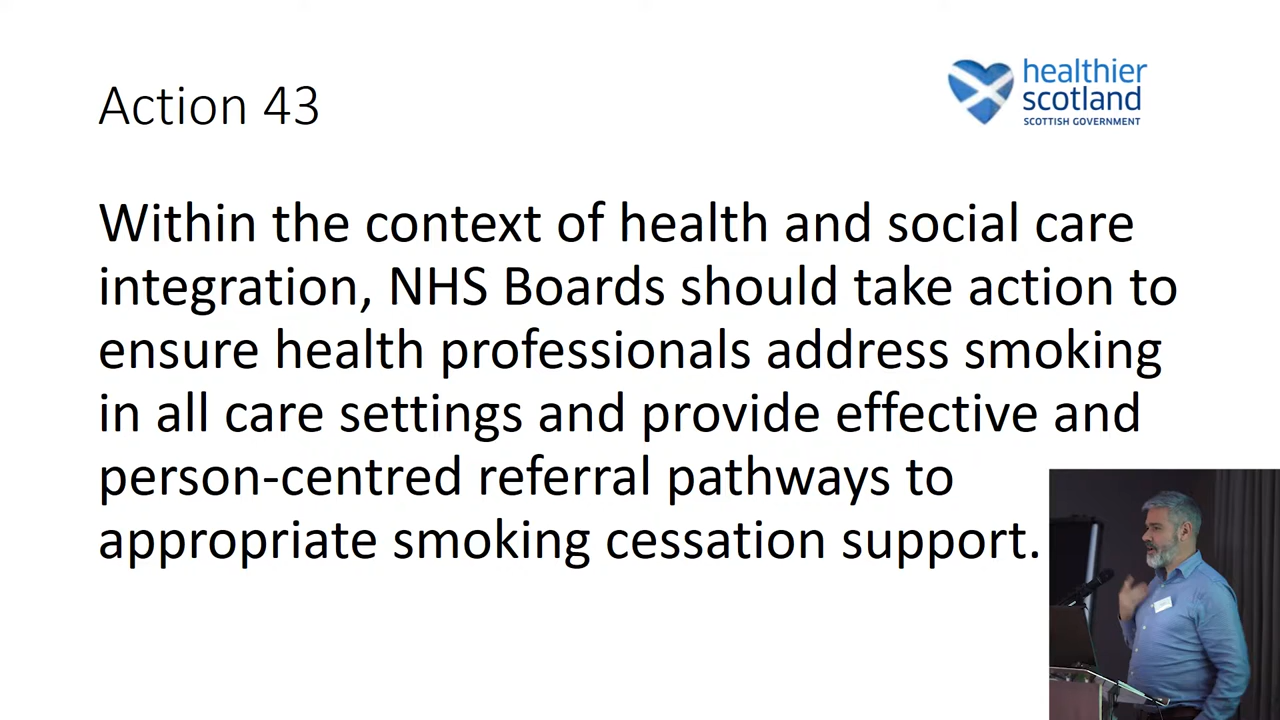 Action 43
healthier
scotland
SCOTTISH GOVERNMENT
Within the context of health and social care
integration, NHS Boards should take action to
ensure health professionals address smoking
in all care settings and provide effective and
person-centred referral pathways to
appropriate smoking cessation support.